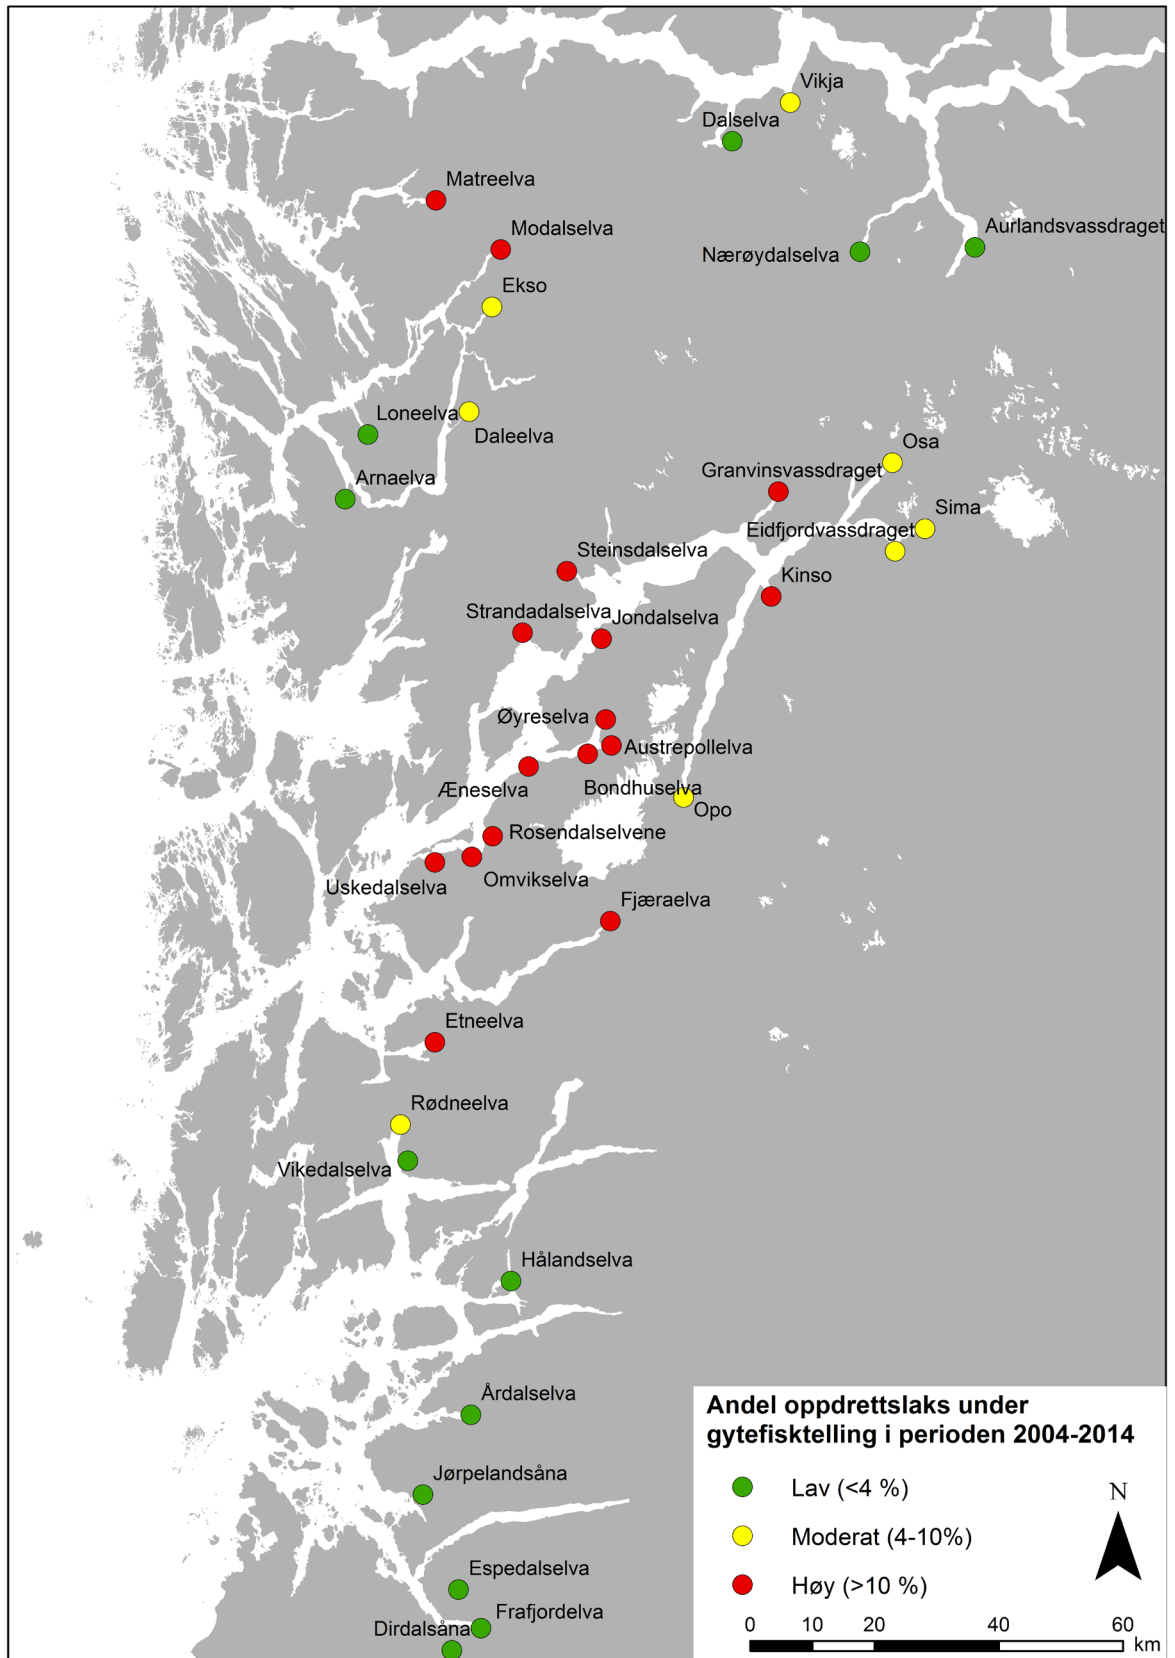 Vikja
Dalselva
Matreelva
Modalselva
Aurlandsvassdraget
Nærøydalselva
Ekso
Loneelva
Daleelva
Osa
Granvinsvassdraget
Arnaelva
Sima
Eidfjordvassdraget
Steinsdalselva
Kinso
Strandadalselva
Jondalselva
Øyreselva
Austrepollelva
Æneselva
Bondhuselva
Opo
Rosendalselvene
Omvikselva
Uskedalselva
Fjæraelva
Etneelva
Rødneelva
Vikedalselva
Hålandselva
Årdalselva
Jørpelandsåna
Espedalselva
Frafjordelva
Dirdalsåna
Andel oppdrettslaks under
gytefisktelling i perioden 2004-2014
Lav (<4 %)
Moderat (4-10%)
Høy (>10 %)
N
0 10 20 40 60
km